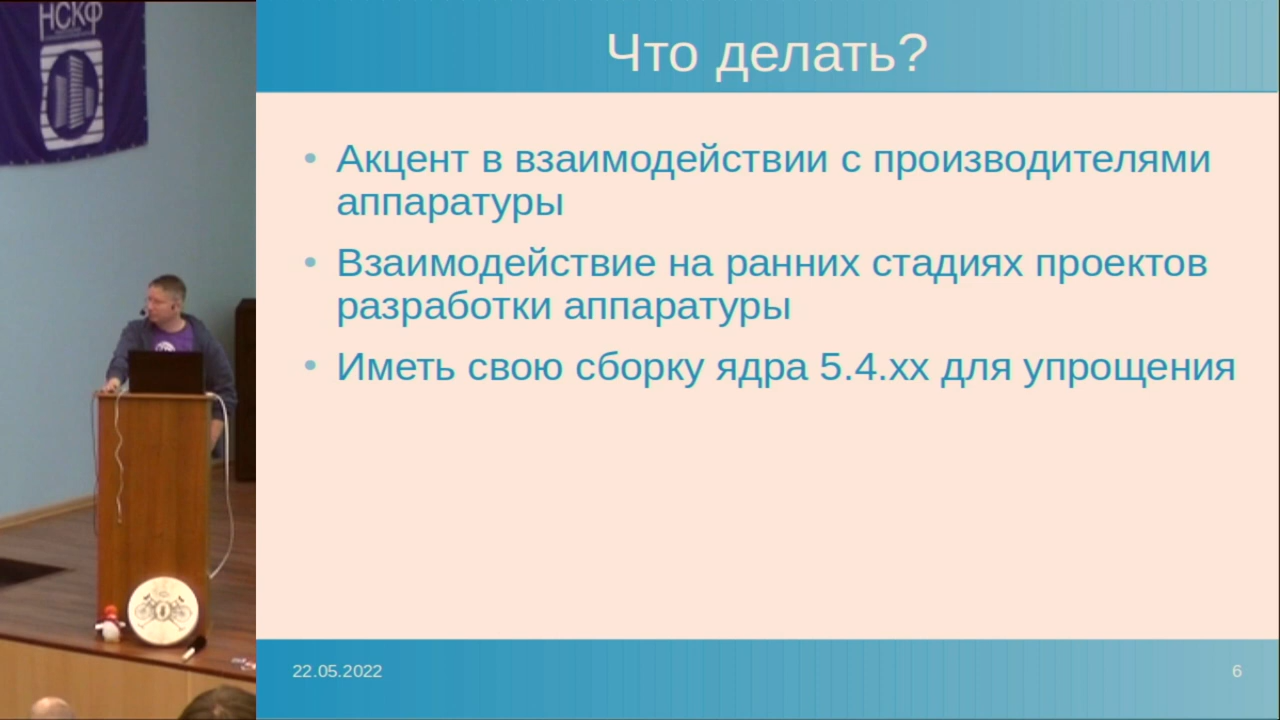 НСКФ
Что делать?
• Акцент в взаимодействии с производителями
аппаратуры
• Взаимодействие на ранних стадиях проектов
разработки аппаратуры
• Иметь свою сборку ядра 5.4.xx для упрощения
22.05.2022
6